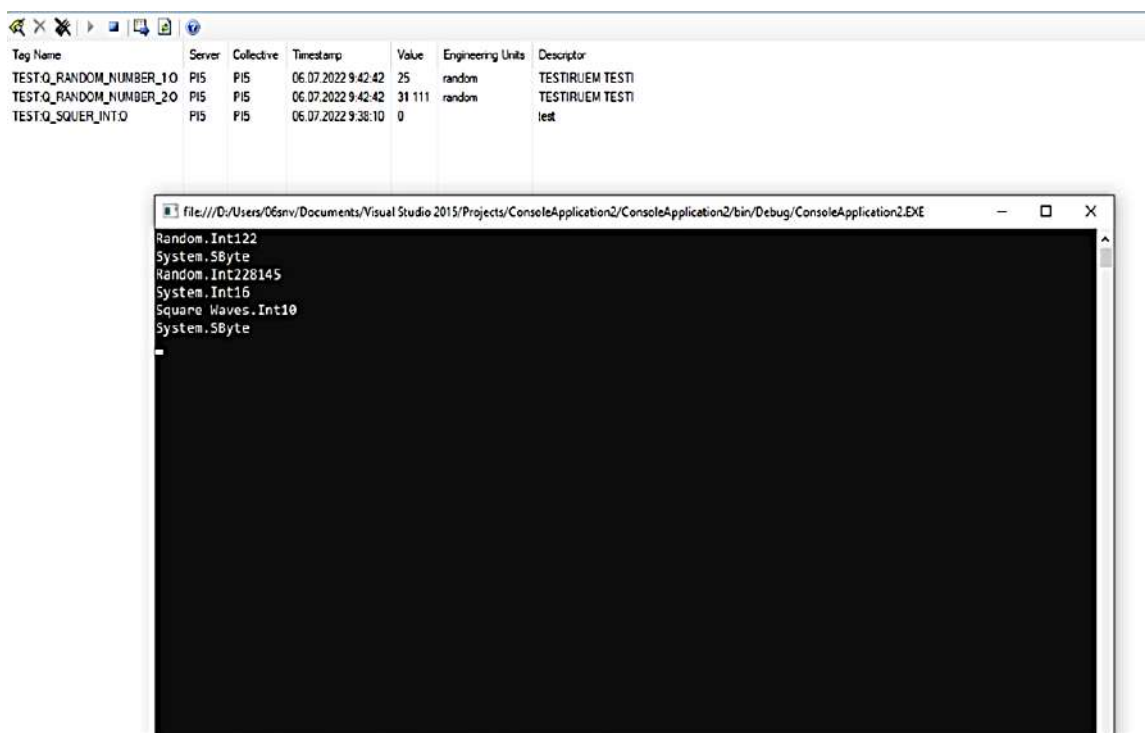 Tag Name Server Collective Timestamp Value Engineering Units Descriptor
TEST:Q_RANDOM_NUMBER_1:O PI5 PI5 06.07.2022 9:42:42 25 random TESTIRUEM TESTI
TEST:Q_RANDOM_NUMBER_2:O PI5 PI5 06.07.2022 9:42:42 31 111 random TESTIRUEM TESTI
TEST:Q_SQUER_INT:O PI5 PI5 06.07.2022 9:38:10 0 test
file:///D:/Users/06snv/Documents/Visual Studio 2015/Projects/ConsoleApplication2/ConsoleApplication2/bin/Debug/ConsoleApplication2.EXE
Random.Int122
System.SByte
Random.Int228145
System.Int16
Square Waves.Int10
System.SByte